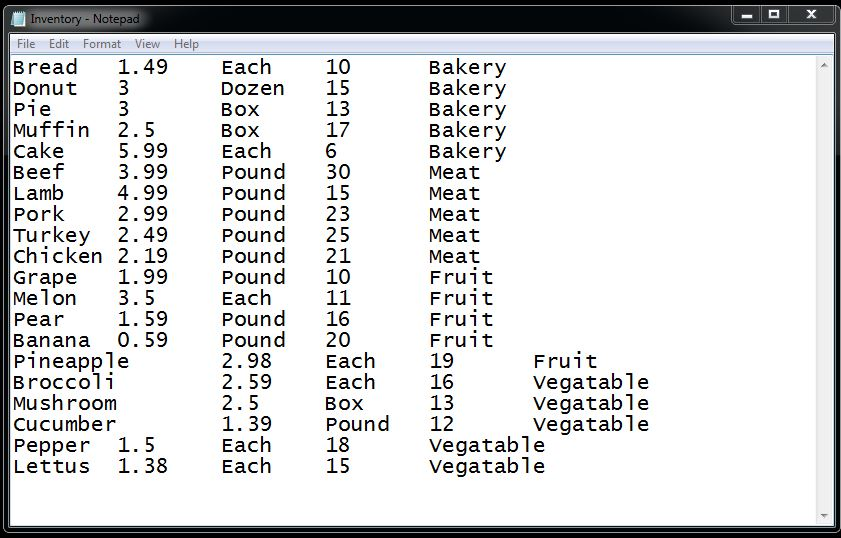 Inventory - Notepad
File Edit Format View Help
Bread 1.49 Each 10 Bakery
Donut 3 Dozen 15 Bakery
Pie 3 Box 13 Bakery
Muffin 2.5 Box 17 Bakery
Cake 5.99 Each 6 Bakery
Beef 3.99 Pound 30 Meat
Lamb 4.99 Pound 15 Meat
Pork 2.99 Pound 23 Meat
Turkey 2.49 Pound 25 Meat
Chicken 2.19 Pound 21 Meat
Grape 1.99 Pound 10 Fruit
Melon 3.5 Each 11 Fruit
Pear 1.59 Pound 16 Fruit
Banana 0.59 Pound 20 Fruit
Pineapple 2.98 Each 19 Fruit
Broccoli 2.59 Each 16 Vegatable
Mushroom 2.5 Box 13 Vegatable
Cucumber 1.39 Pound 12 Vegatable
Pepper 1.5 Each 18 Vegatable
Lettus 1.38 Each 15 Vegatable